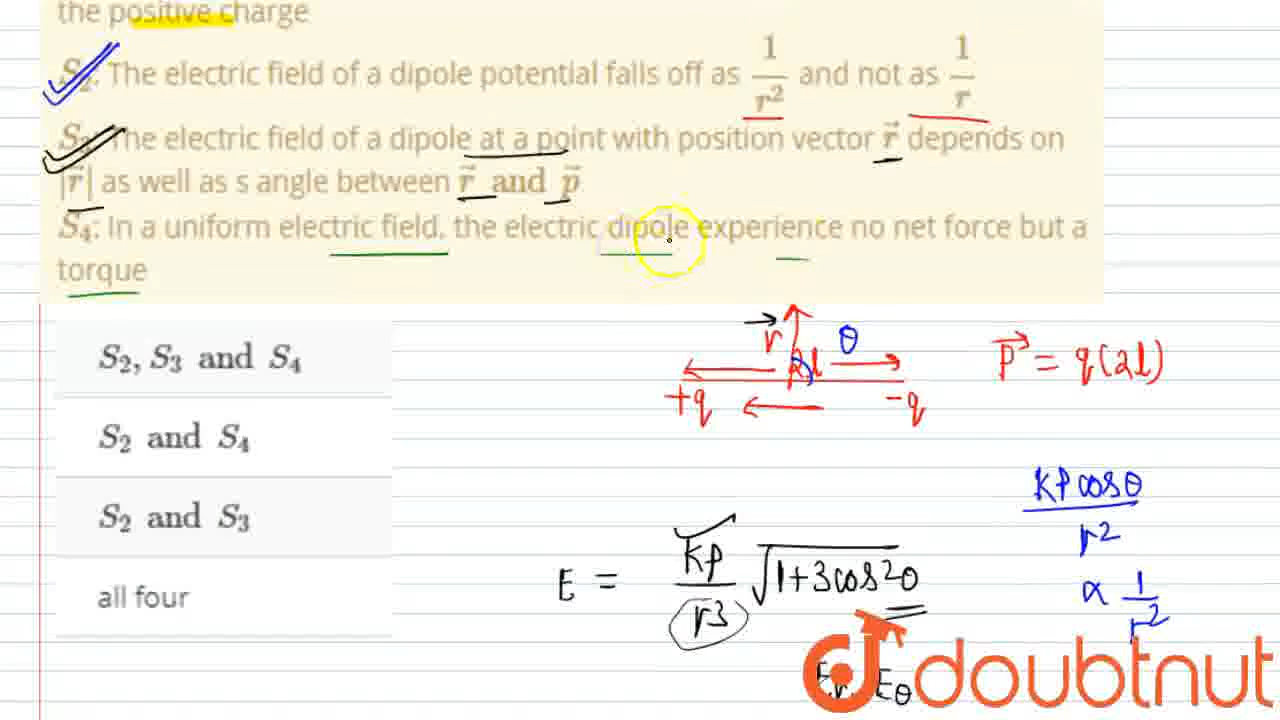 the positive charge
S₂: The electric field of a dipole potential falls off as 1/r² and not as 1/r
S₃: The electric field of a dipole at a point with position vector r⃗ depends on
|r⃗| as well as s angle between r⃗ and p⃗
S₄: In a uniform electric field, the electric dipole experience no net force but a
torque
S₂, S₃ and S₄
S₂ and S₄
S₂ and S₃
all four
r⃗ 2l θ
+q -q
P⃗ = q(2l)
KP cosθ / r²
∝ 1/r²
E = KP/r³ √1+3cos²θ
Er Eθ
doubtnut